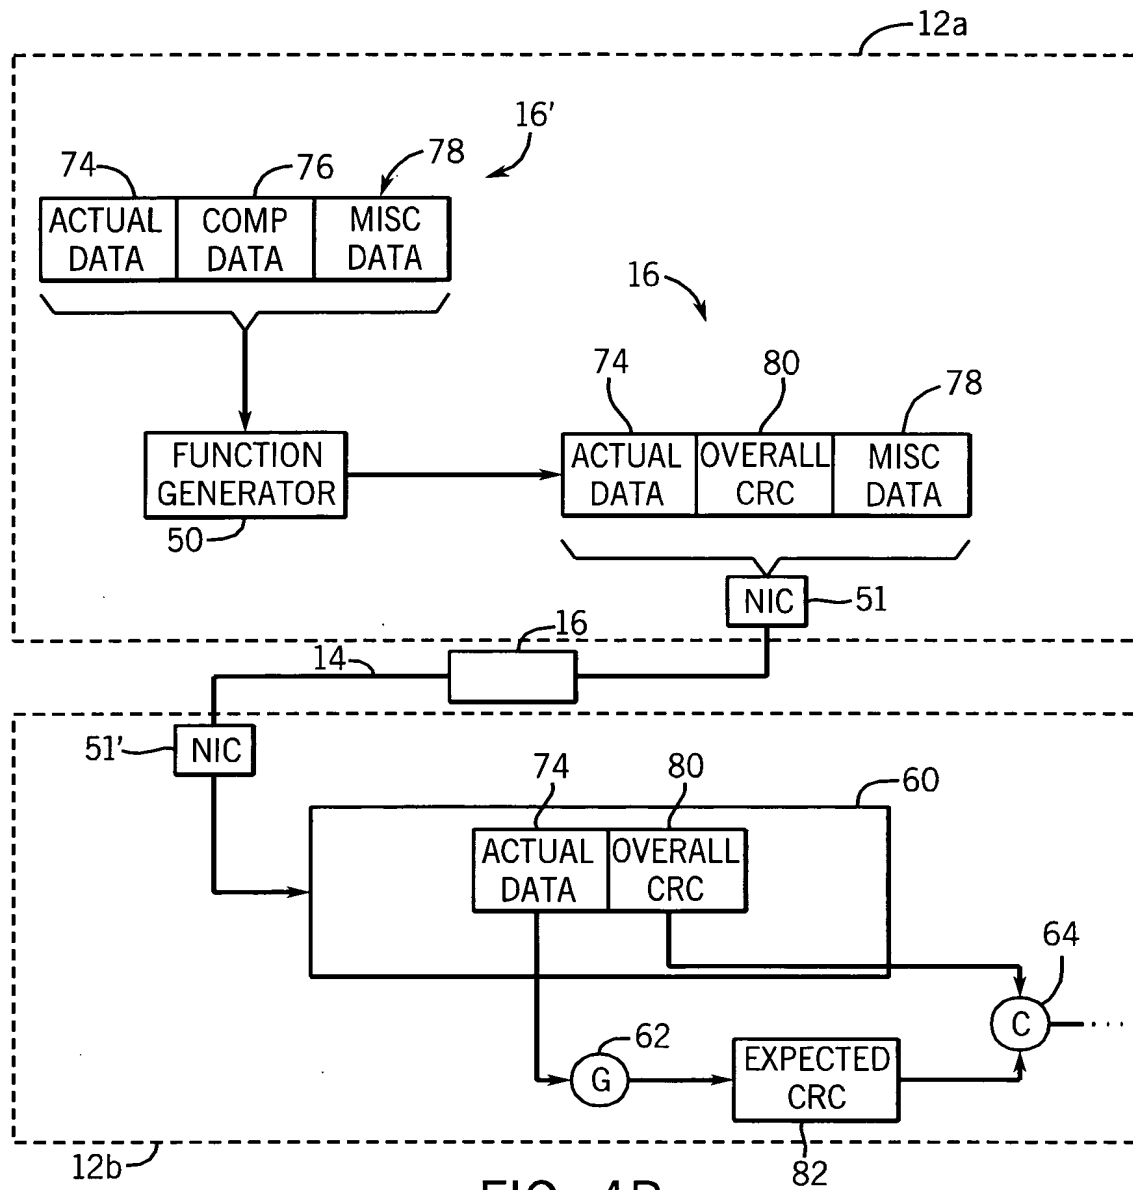 12a
16'
74
76
78
ACTUAL DATA
COMP DATA
MISC DATA
16
74
80
78
FUNCTION GENERATOR
50
ACTUAL DATA
OVERALL CRC
MISC DATA
NIC
51
16
14
51'
NIC
74
80
60
ACTUAL DATA
OVERALL CRC
64
C
62
G
EXPECTED CRC
82
12b